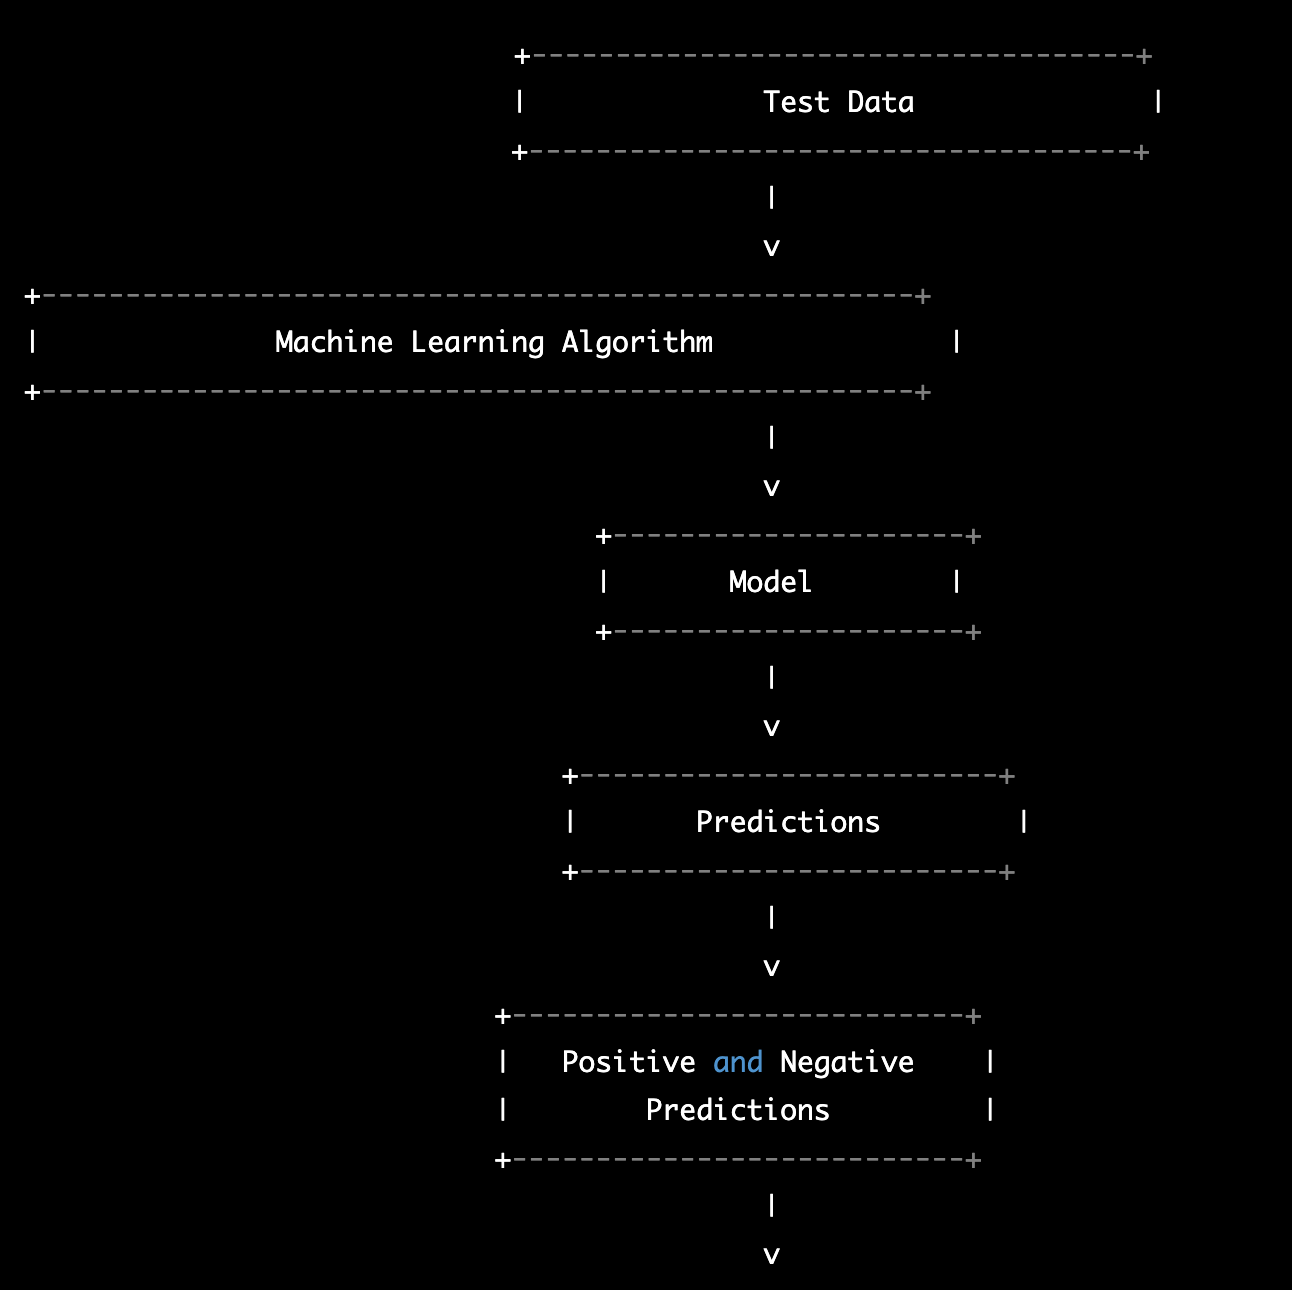 +-------------------------------------+
| Test Data |
+-------------------------------------+
|
v
+----------------------------------------------------+
| Machine Learning Algorithm |
+----------------------------------------------------+
|
v
+---------------------+
| Model |
+---------------------+
|
v
+-------------------------+
| Predictions |
+-------------------------+
|
v
+---------------------------+
| Positive and Negative |
| Predictions |
+---------------------------+
|
v